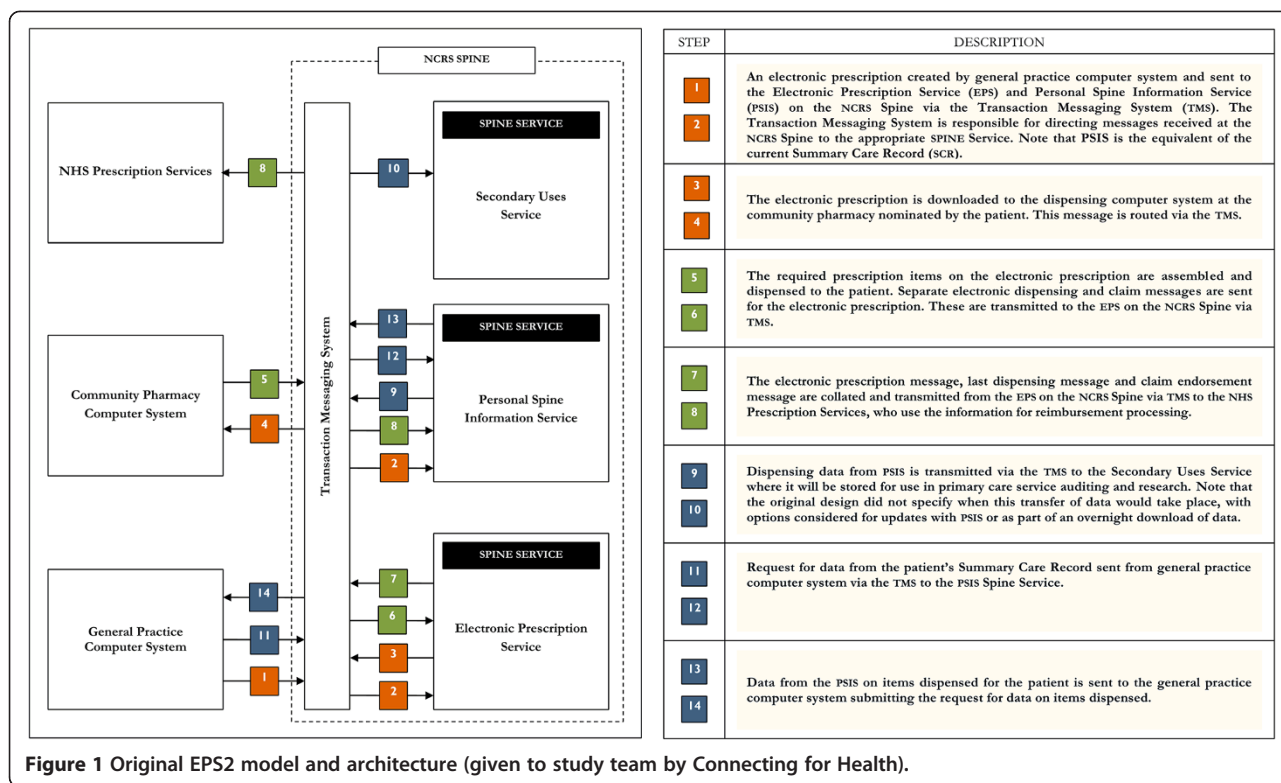 NCRS SPINE
NHS Prescription Services
8
10
SPINE SERVICE
Secondary Uses
Service
Transaction Messaging System
Community Pharmacy
Computer System
5
4
13
12
9
8
2
SPINE SERVICE
Personal Spine
Information Service
General Practice
Computer System
14
11
1
7
6
3
2
SPINE SERVICE
Electronic Prescription
Service
STEP
DESCRIPTION
1
2
An electronic prescription created by general practice computer system and sent to
the Electronic Prescription Service (EPS) and Personal Spine Information Service
(PSIS) on the NCRS Spine via the Transaction Messaging System (TMS). The
Transaction Messaging System is responsible for directing messages received at the
NCRS Spine to the appropriate SPINE Service. Note that PSIS is the equivalent of the
current Summary Care Record (SCR).
3
4
The electronic prescription is downloaded to the dispensing computer system at the
community pharmacy nominated by the patient. This message is routed via the TMS.
5
6
The required prescription items on the electronic prescription are assembled and
dispensed to the patient. Separate electronic dispensing and claim messages are sent
for the electronic prescription. These are transmitted to the EPS on the NCRS Spine via
TMS.
7
8
The electronic prescription message, last dispensing message and claim endorsement
message are collated and transmitted from the EPS on the NCRS Spine via TMS to the NHS
Prescription Services, who use the information for reimbursement processing.
9
10
Dispensing data from PSIS is transmitted via the TMS to the Secondary Uses Service
where it will be stored for use in primary care service auditing and research. Note that
the original design did not specify when this transfer of data would take place, with
options considered for updates with PSIS or as part of an overnight download of data.
11
12
Request for data from the patient's Summary Care Record sent from general practice
computer system via the TMS to the PSIS Spine Service.
13
14
Data from the PSIS on items dispensed for the patient is sent to the general practice
computer system submitting the request for data on items dispensed.
Figure 1 Original EPS2 model and architecture (given to study team by Connecting for Health).